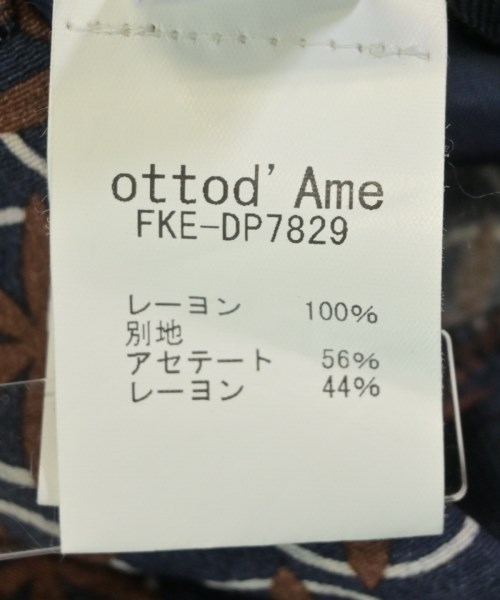 ottod' Ame
FKE-DP7829
レーヨン 100%
別地
アセテート 56%
レーヨン 44%